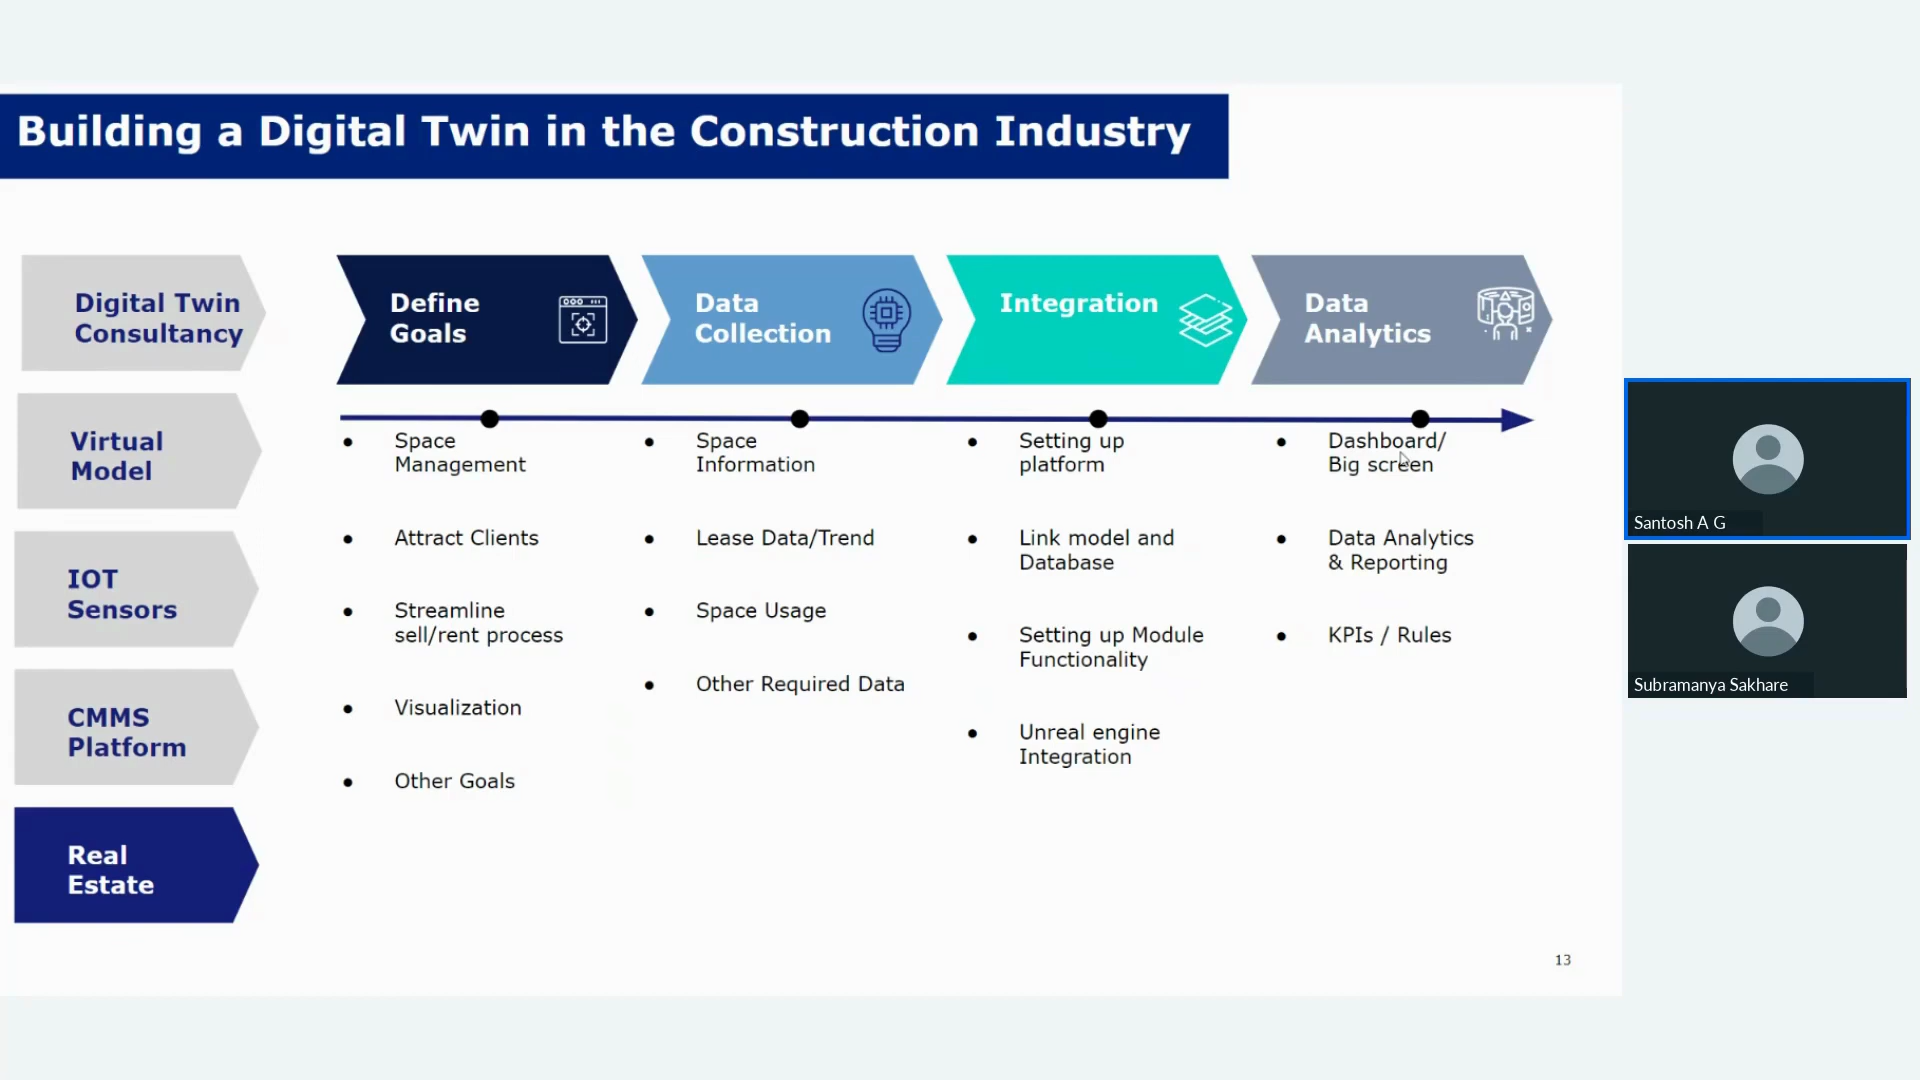 Building a Digital Twin in the Construction Industry
Digital Twin
Consultancy
Virtual
Model
IOT
Sensors
CMMS
Platform
Real
Estate
Define
Goals
Data
Collection
Integration
Data
Analytics
• Space
Management
• Attract Clients
• Streamline
sell/rent process
• Visualization
• Other Goals
• Space
Information
• Lease Data/Trend
• Space Usage
• Other Required Data
• Setting up
platform
• Link model and
Database
• Setting up Module
Functionality
• Unreal engine
Integration
• Dashboard/
Big screen
• Data Analytics
& Reporting
• KPIs / Rules
13
Santosh A G
Subramanya Sakhare